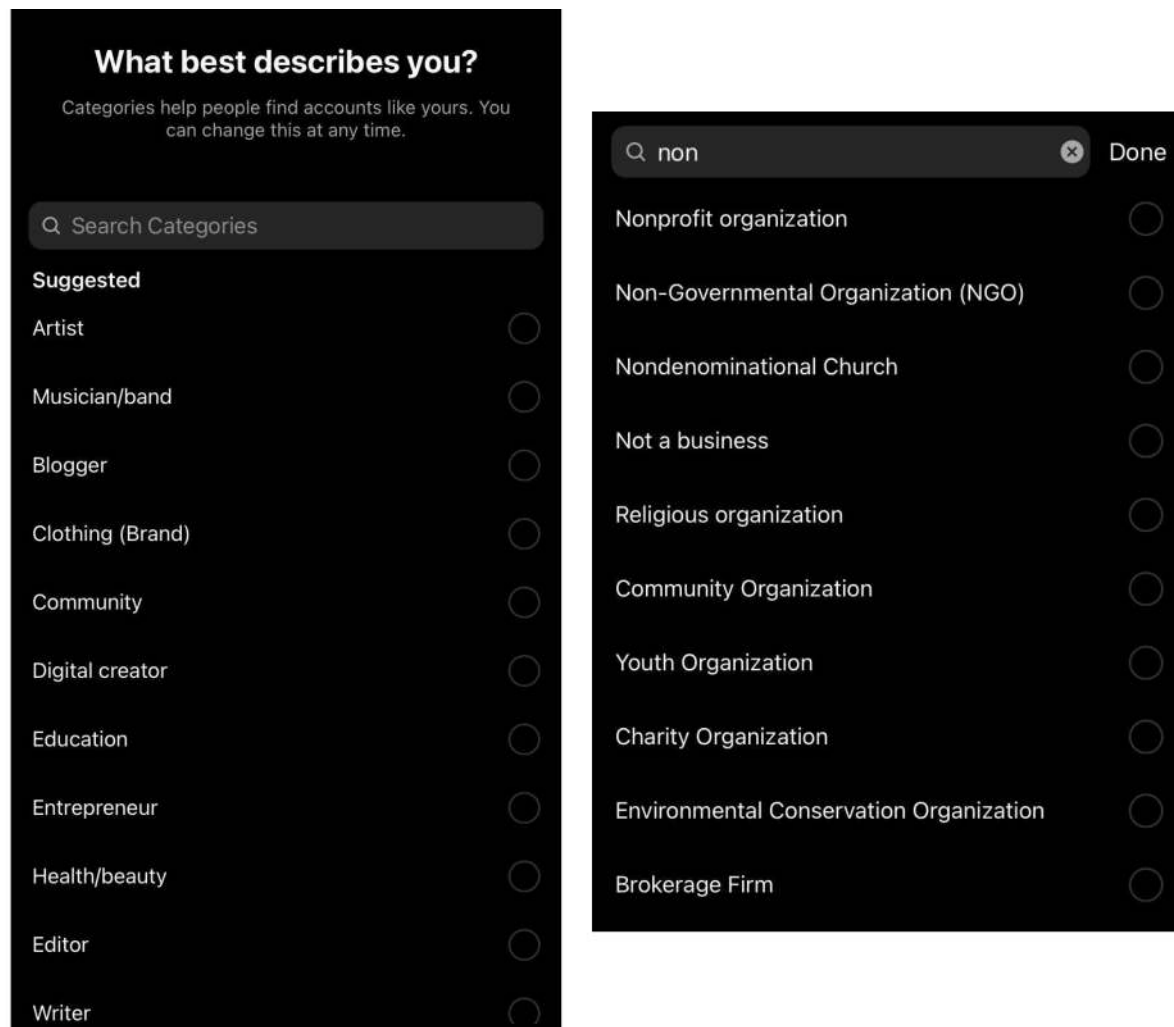 What best describes you?
Categories help people find accounts like yours. You
can change this at any time.
Search Categories
Suggested
Artist
Musician/band
Blogger
Clothing (Brand)
Community
Digital creator
Education
Entrepreneur
Health/beauty
Editor
Writer
non
Done
Nonprofit organization
Non-Governmental Organization (NGO)
Nondenominational Church
Not a business
Religious organization
Community Organization
Youth Organization
Charity Organization
Environmental Conservation Organization
Brokerage Firm